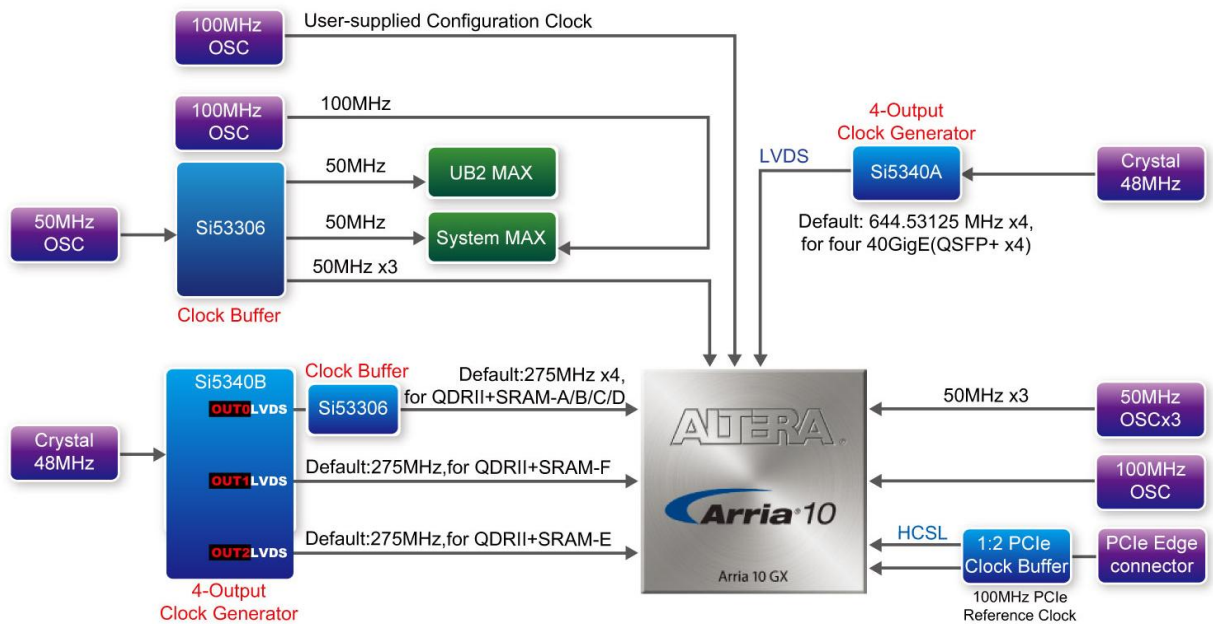 100MHz
OSC
User-supplied Configuration Clock
100MHz
OSC
100MHz
50MHz
OSC
Si53306
Clock Buffer
50MHz
UB2 MAX
50MHz
System MAX
50MHz x3
4-Output
Clock Generator
LVDS
Si5340A
Crystal
48MHz
Default: 644.53125 MHz x4,
for four 40GigE(QSFP+ x4)
Crystal
48MHz
Si5340B
OUT0LVDS
OUT1LVDS
OUT2LVDS
4-Output
Clock Generator
Clock Buffer
Si53306
Default:275MHz x4,
for QDRII+SRAM-A/B/C/D
Default:275MHz,for QDRII+SRAM-F
Default:275MHz,for QDRII+SRAM-E
ALTERA®
Arria®10
Arria 10 GX
50MHz x3
50MHz
OSCx3
100MHz
OSC
HCSL
1:2 PCIe
Clock Buffer
PCIe Edge
connector
100MHz PCIe
Reference Clock